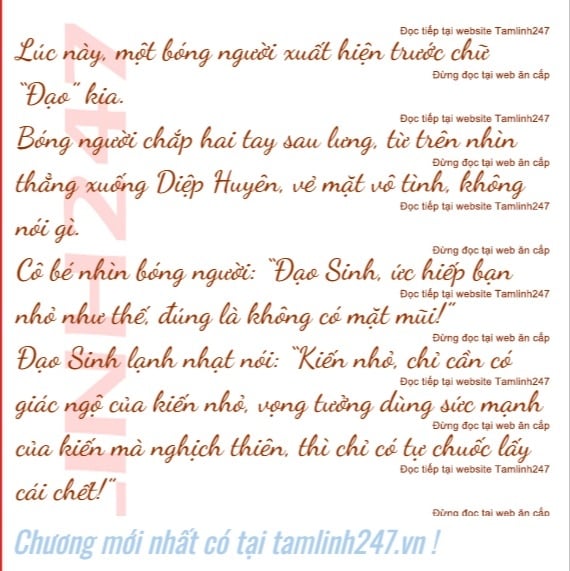 Đọc tiếp tại website Tamlinh247
Lúc này, một bóng người xuất hiện trước chữ
Đừng đọc tại web ăn cắp
“Đạo” kia.
Đọc tiếp tại website Tamlinh247
Bóng người chắp hai tay sau lưng, từ trên nhìn
Đừng đọc tại web ăn cắp
thẳng xuống Diệp Huyên, vẻ mặt vô tình, không
Đọc tiếp tại website Tamlinh247
nói gì.
Đừng đọc tại web ăn cắp
Cô bé nhìn bóng người: “Đạo Sinh, ức hiếp bạn
Đọc tiếp tại website Tamlinh247
nhỏ như thế, đúng là không có mặt mũi!”
Đừng đọc tại web ăn cắp
Đạo Sinh lạnh nhạt nói: “Kiến nhỏ, chỉ cần có
Đọc tiếp tại website Tamlinh247
giác ngộ của kiến nhỏ, vọng tưởng dùng sức mạnh
Đừng đọc tại web ăn cắp
của kiến mà nghịch thiên, thì chỉ có tự chuốc lấy
Đọc tiếp tại website Tamlinh247
cái chết!”
Đừng đọc tại web ăn cắp
INH247
Chương mới nhất có tại tamlinh247.vn !